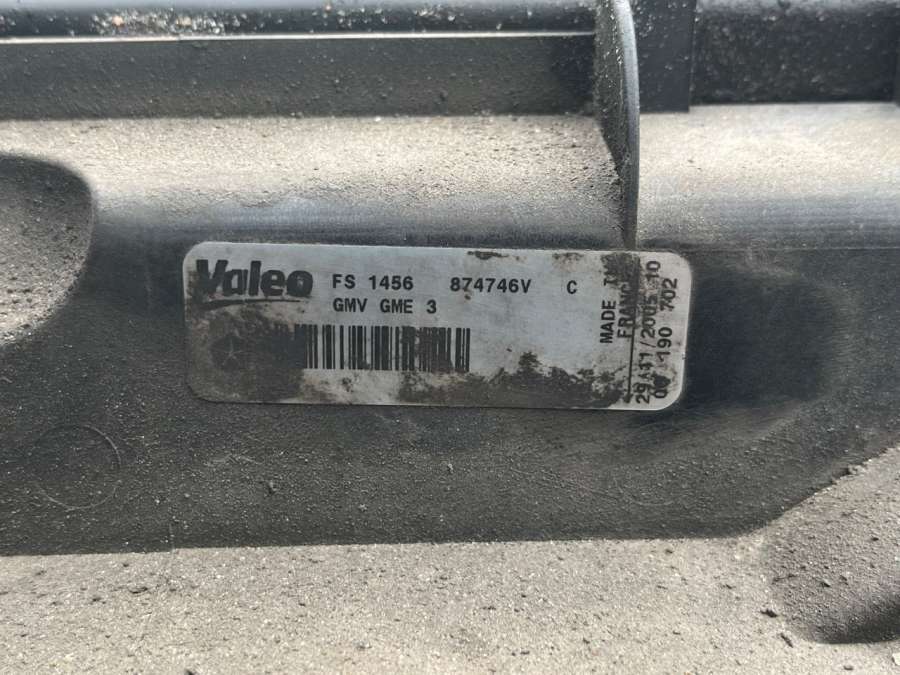 Valeo FS 1456 874746V C
GMV GME 3
MADE IN
FRANCE
29/11/2005 10
190 702